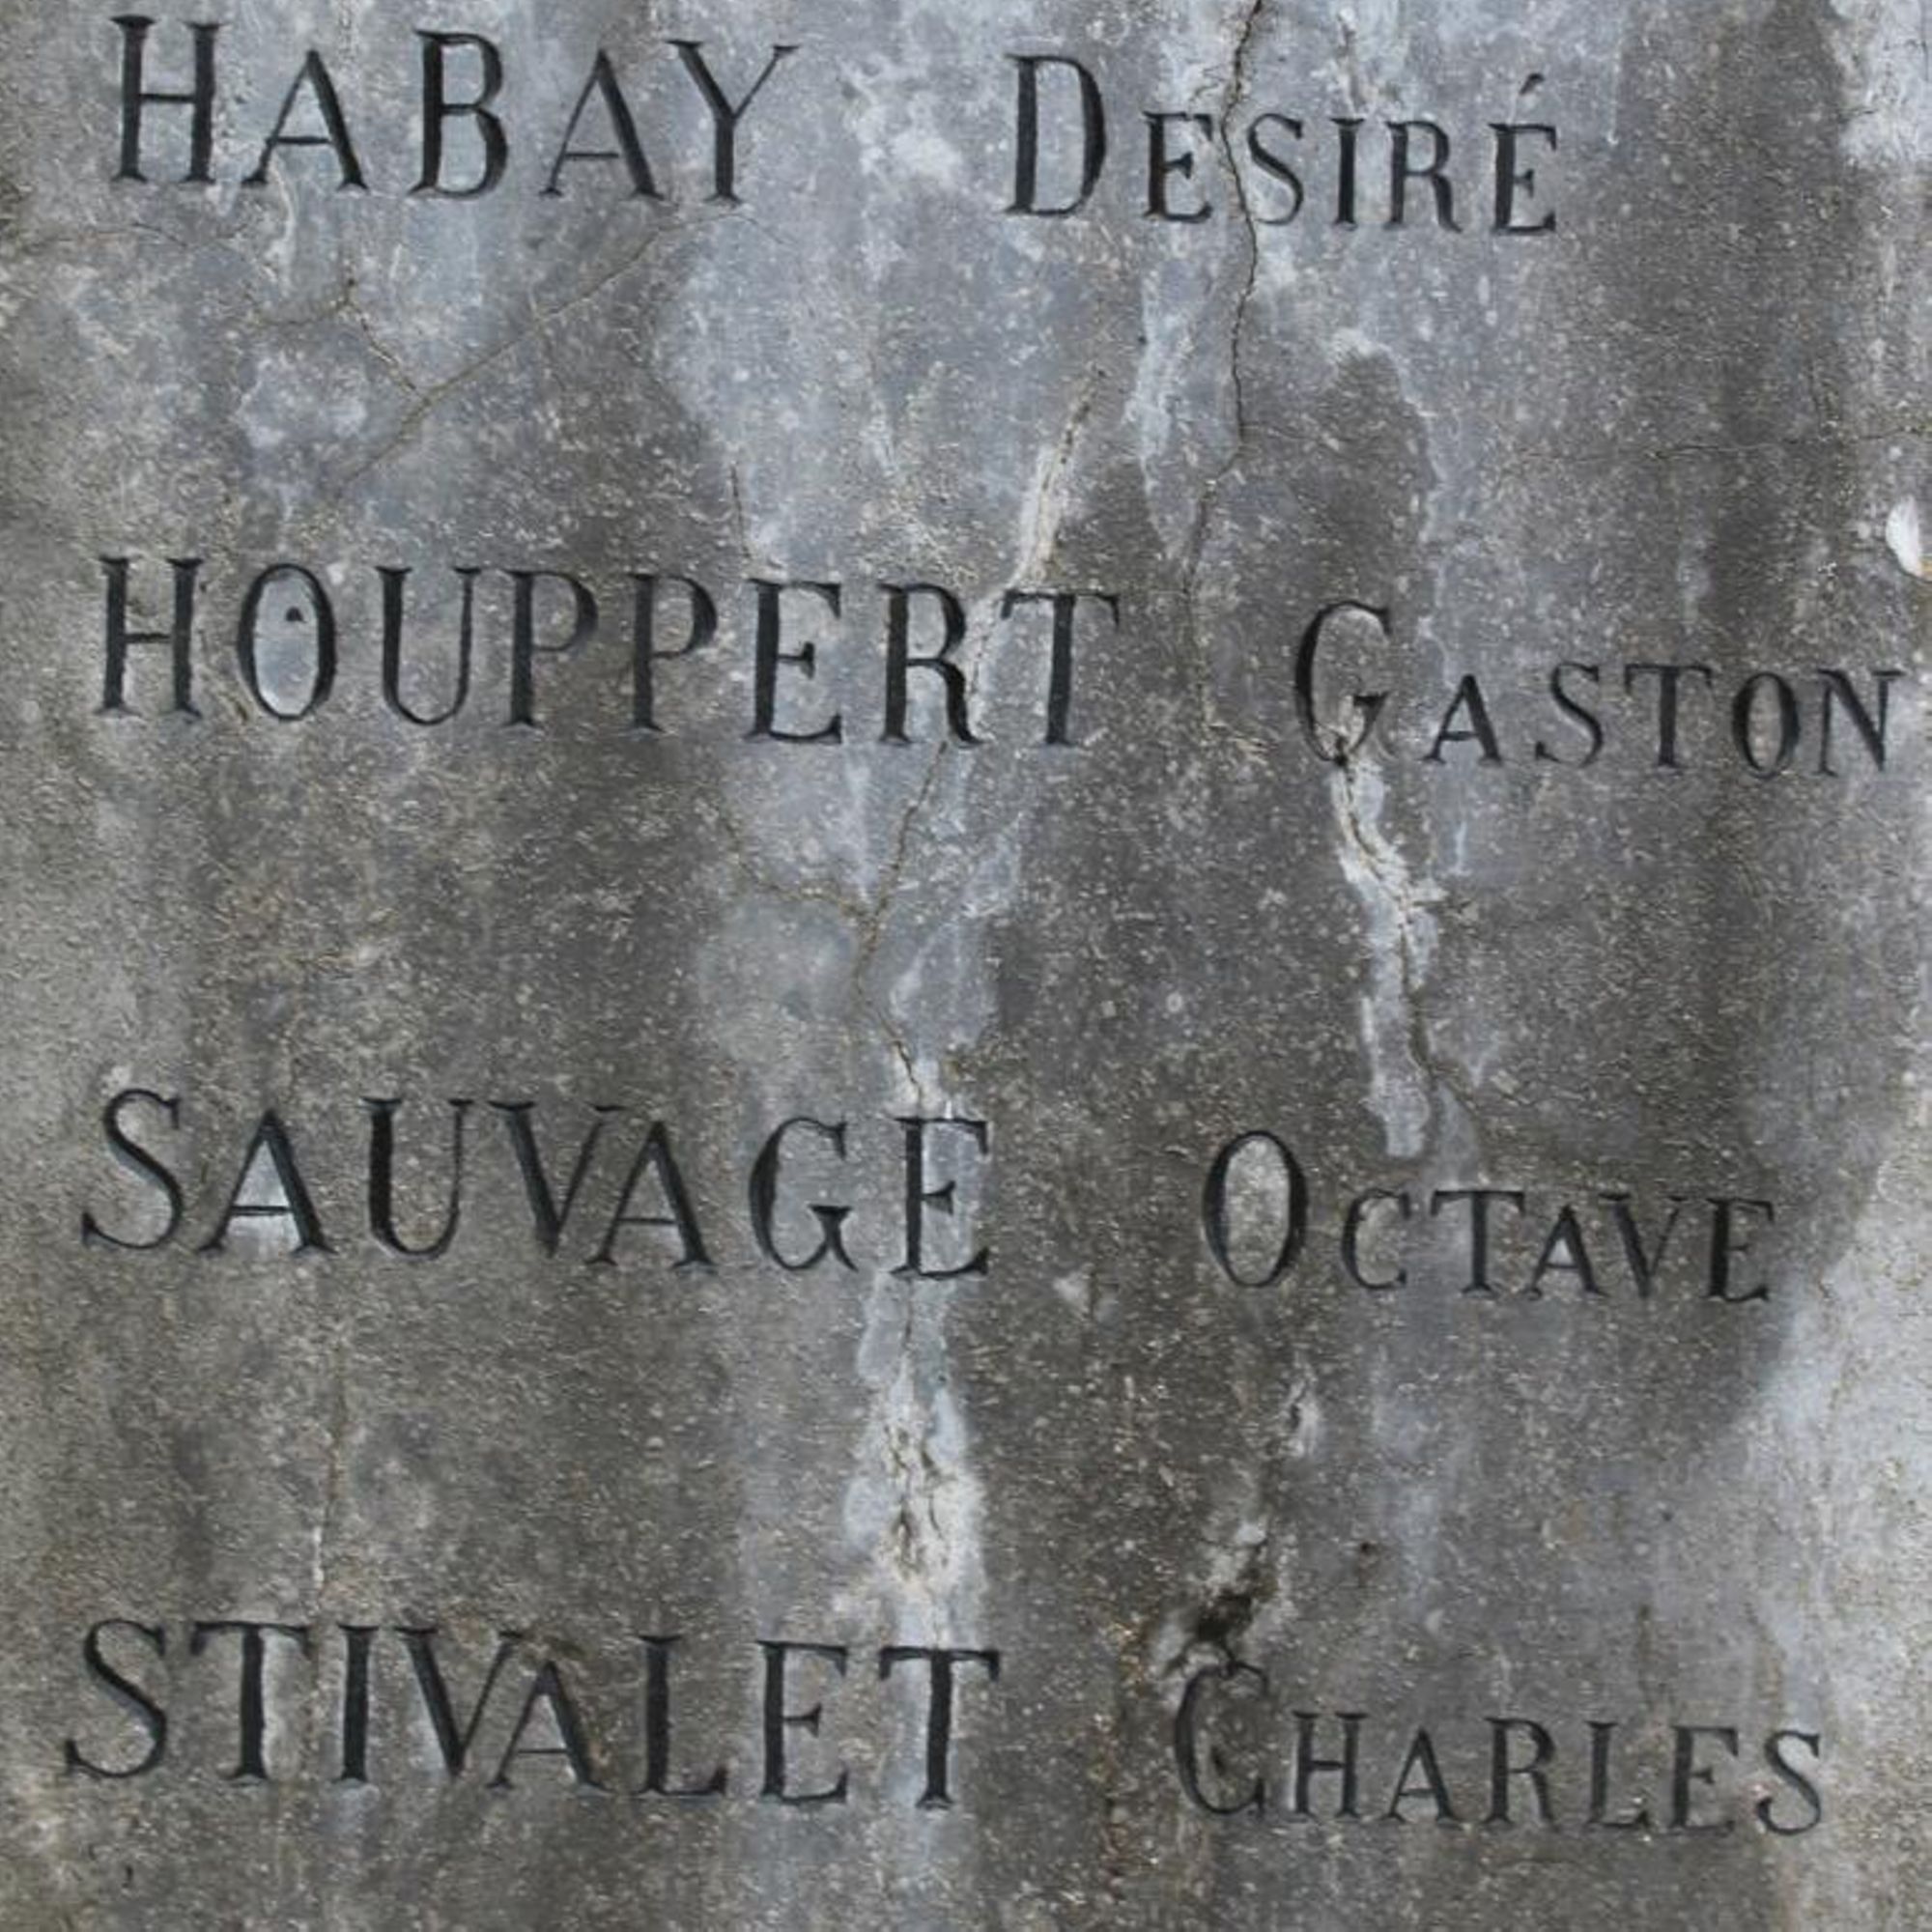 HABAY DESIRÉ
HOUPPERT GASTON
SAUVAGE OCTAVE
STIVALET CHARLES